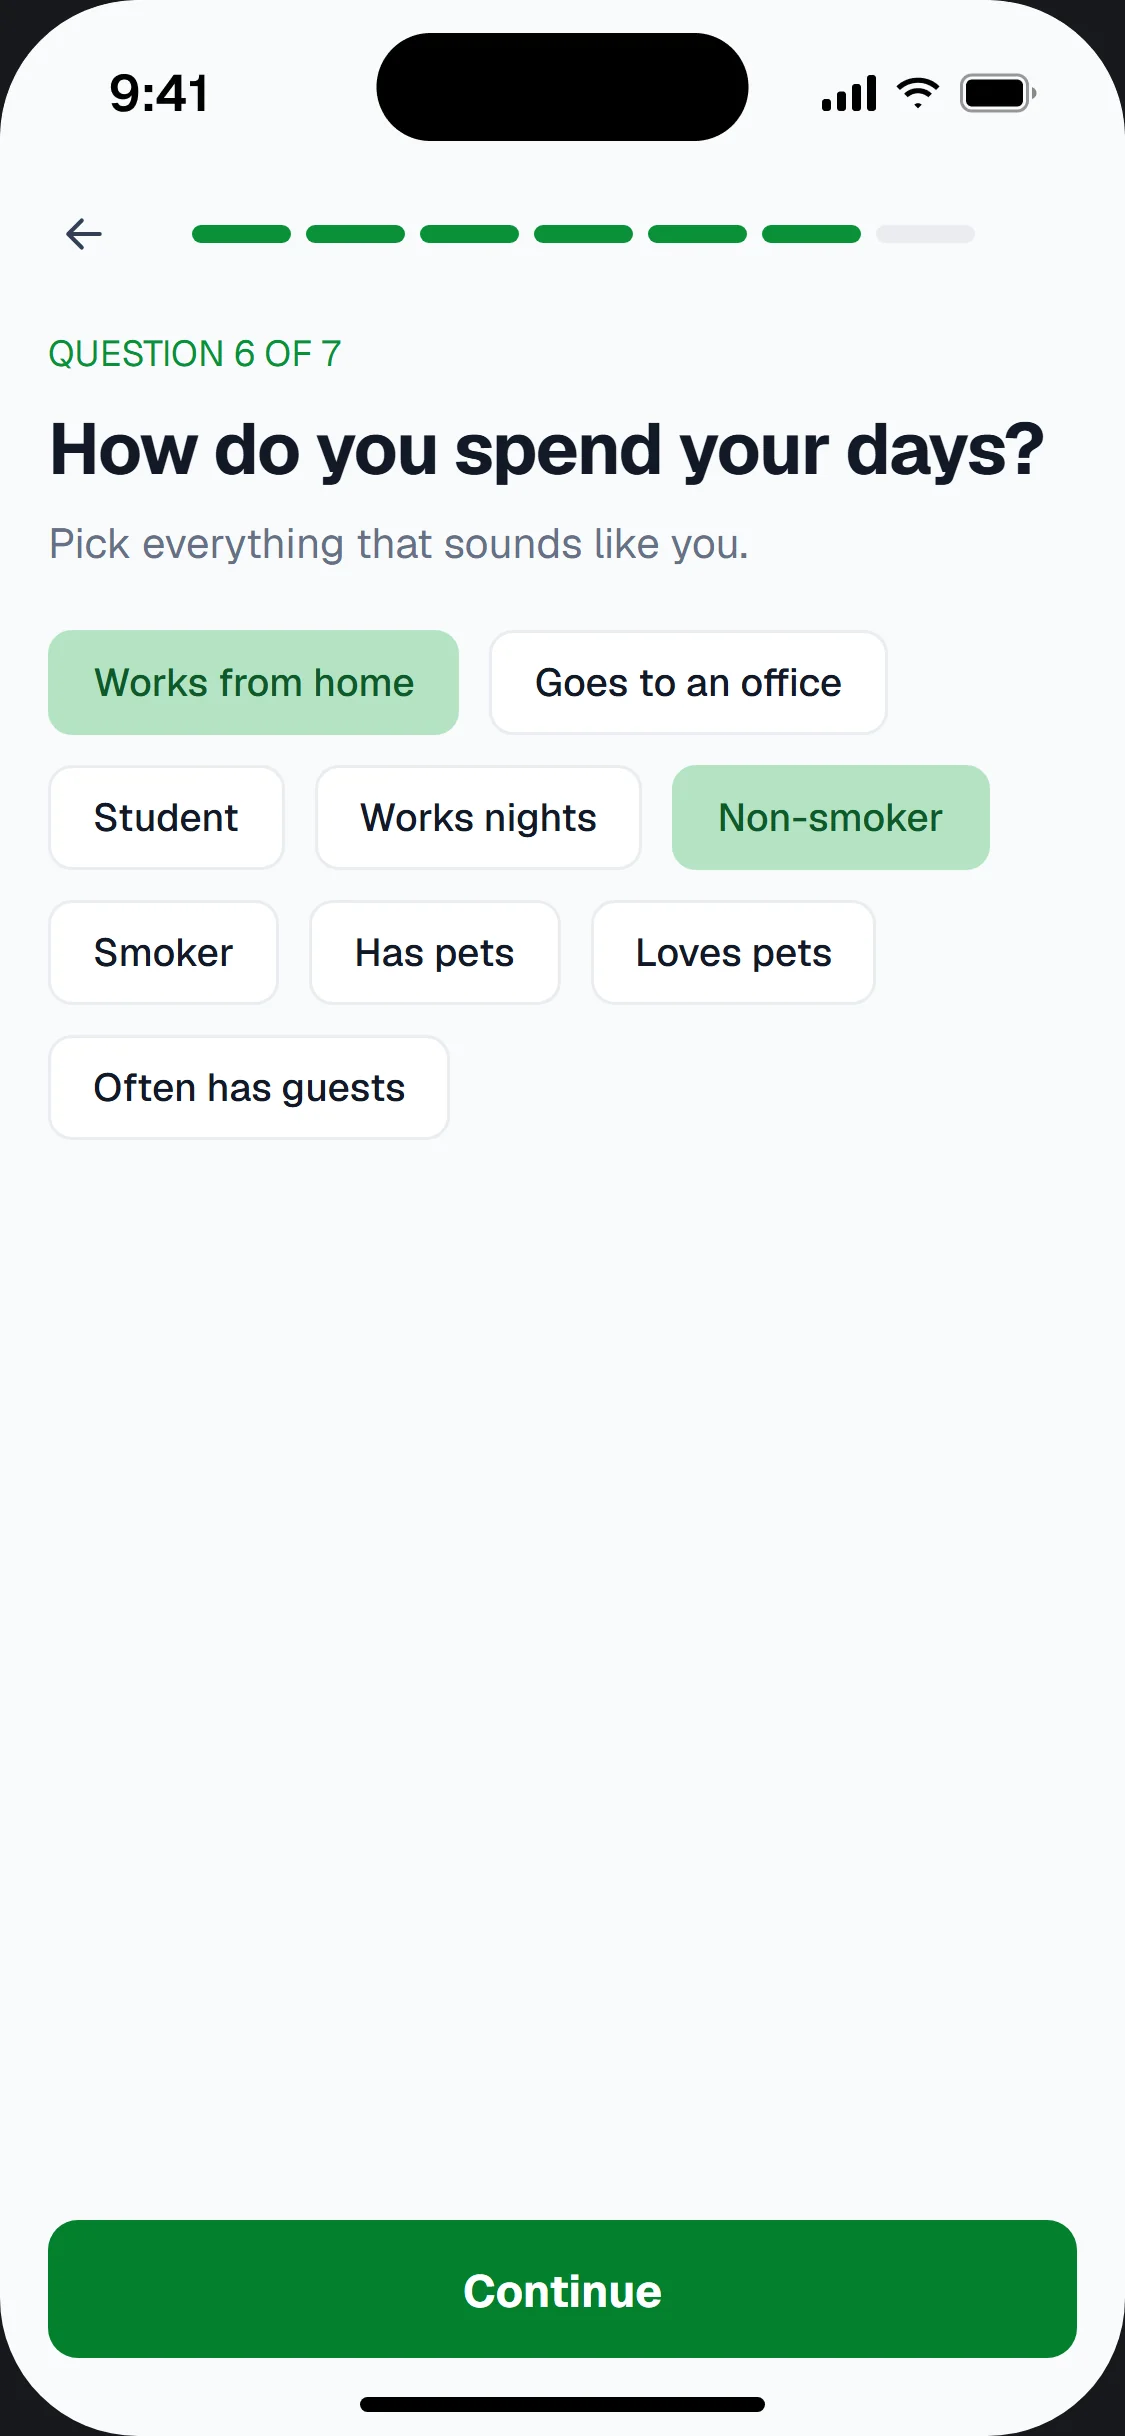 9:41
QUESTION 6 OF 7
How do you spend your days?
Pick everything that sounds like you.
Works from home
Goes to an office
Student
Works nights
Non-smoker
Smoker
Has pets
Loves pets
Often has guests
Continue